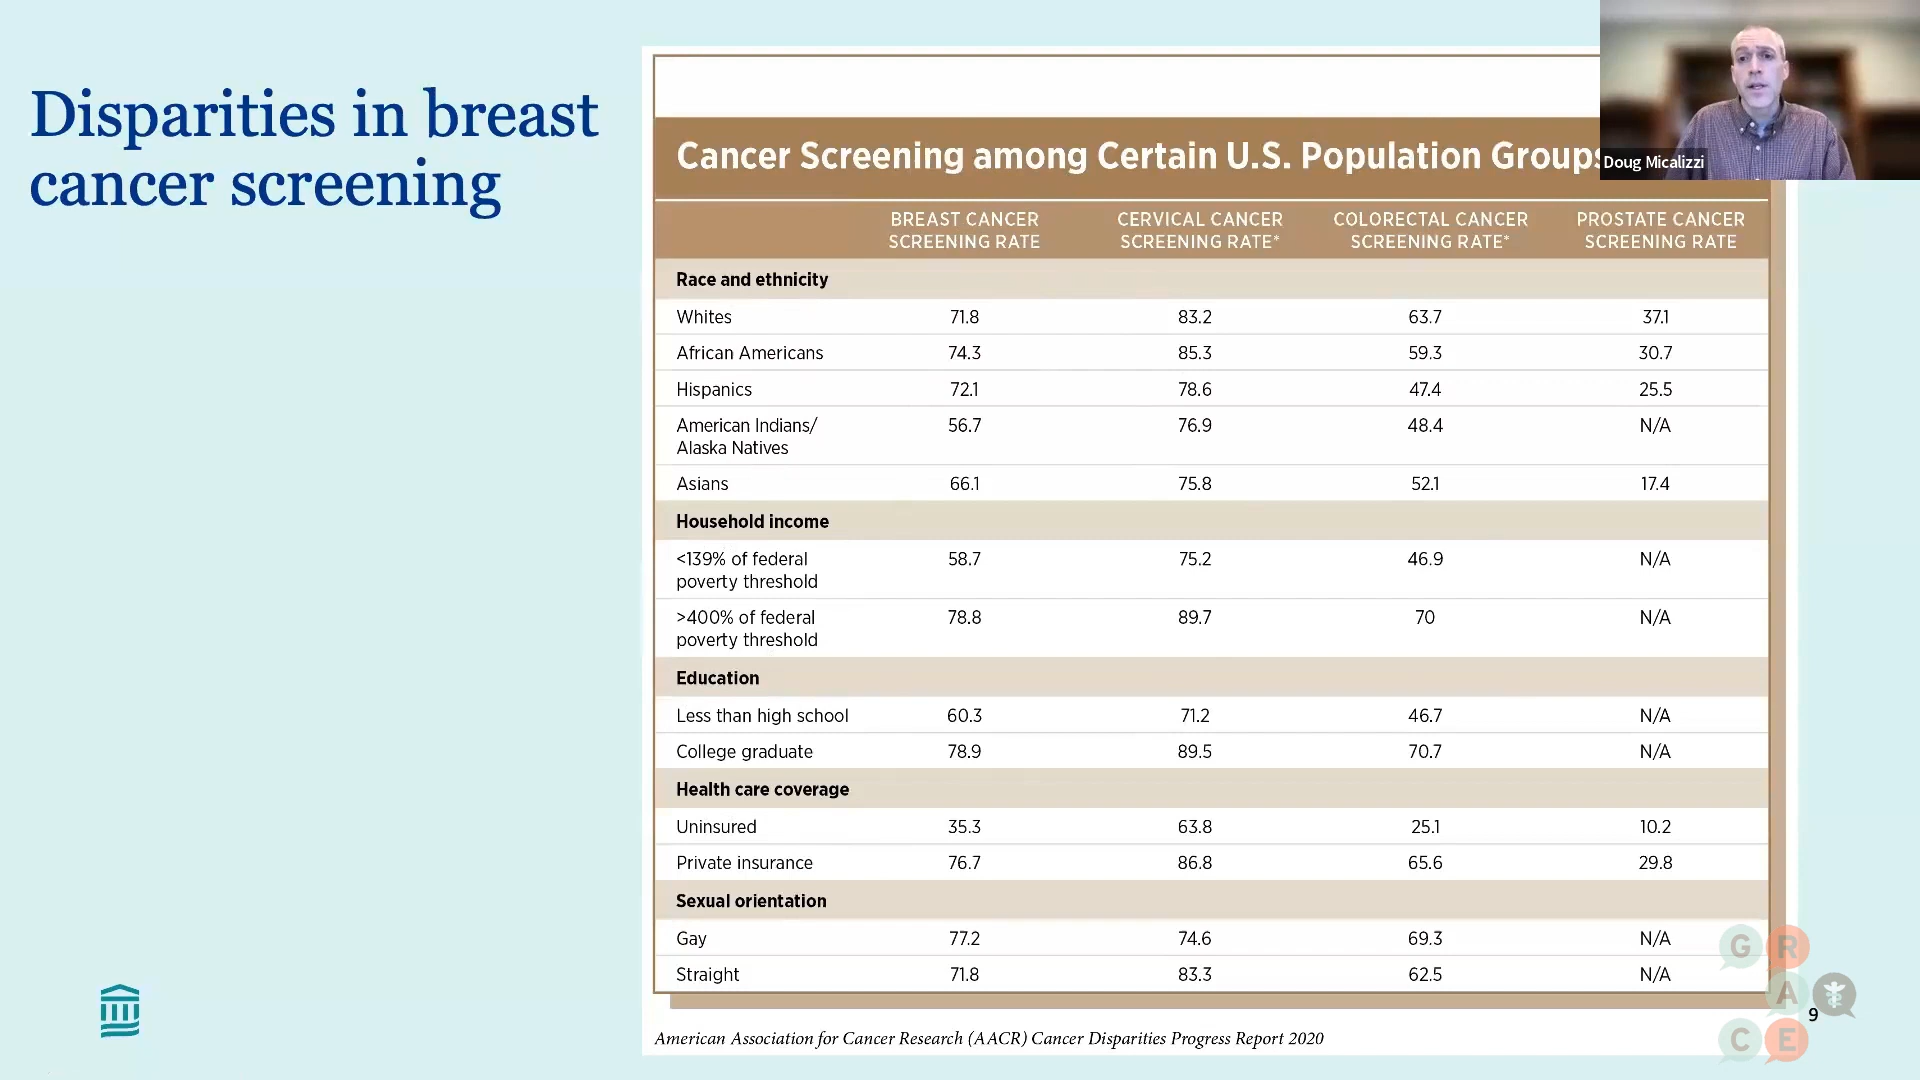 Disparities in breast
cancer screening
Cancer Screening among Certain U.S. Population Groups
Doug Micalizzi
BREAST CANCER SCREENING RATE CERVICAL CANCER SCREENING RATE* COLORECTAL CANCER SCREENING RATE* PROSTATE CANCER SCREENING RATE
Race and ethnicity
Whites 71.8 83.2 63.7 37.1
African Americans 74.3 85.3 59.3 30.7
Hispanics 72.1 78.6 47.4 25.5
American Indians/ 56.7 76.9 48.4 N/A
Alaska Natives
Asians 66.1 75.8 52.1 17.4
Household income
<139% of federal 58.7 75.2 46.9 N/A
poverty threshold
>400% of federal 78.8 89.7 70 N/A
poverty threshold
Education
Less than high school 60.3 71.2 46.7 N/A
College graduate 78.9 89.5 70.7 N/A
Health care coverage
Uninsured 35.3 63.8 25.1 10.2
Private insurance 76.7 86.8 65.6 29.8
Sexual orientation
Gay 77.2 74.6 69.3 N/A
Straight 71.8 83.3 62.5 N/A
American Association for Cancer Research (AACR) Cancer Disparities Progress Report 2020
9
G R
A
C E